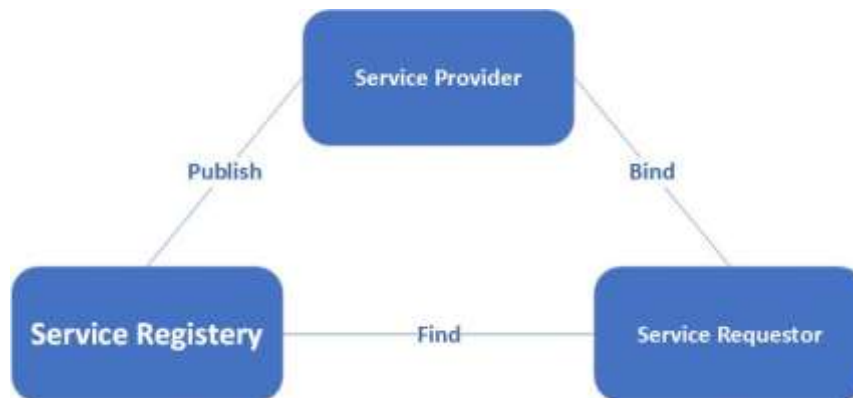 Service Provider
Publish
Bind
Service Registery
Find
Service Requestor